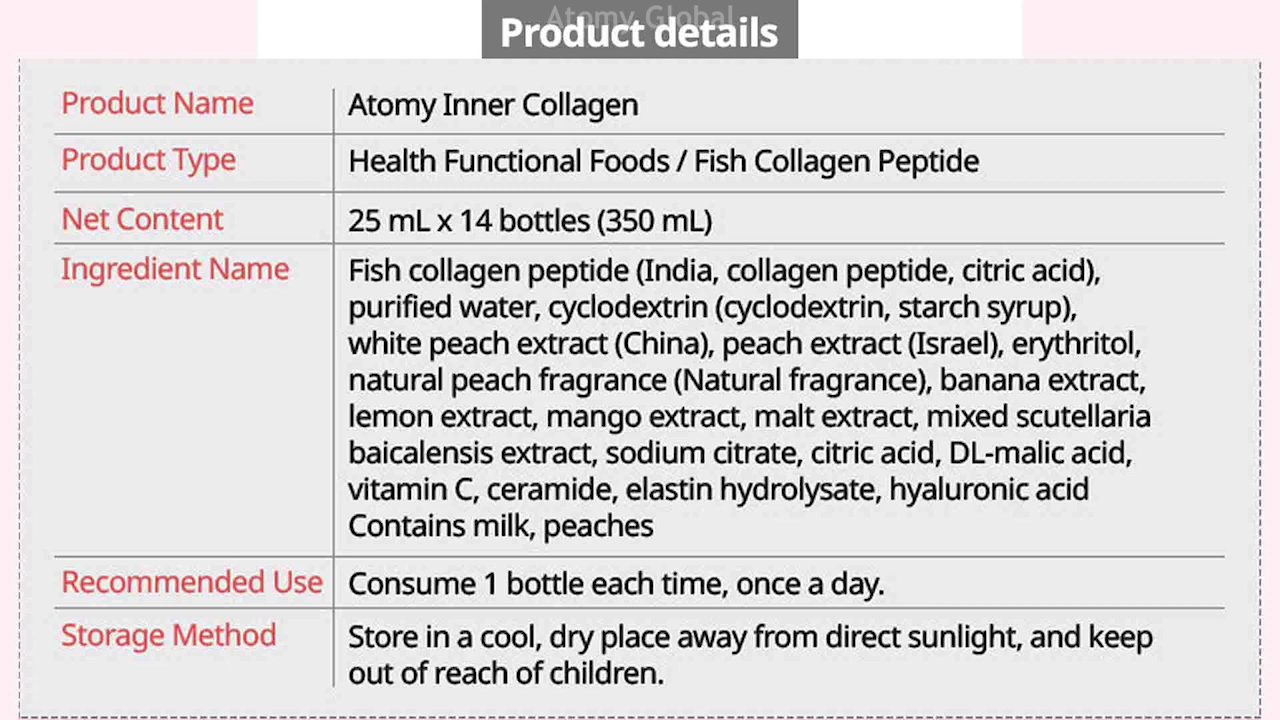 Atomy Global
Product details
Product Name
Atomy Inner Collagen
Product Type
Health Functional Foods / Fish Collagen Peptide
Net Content
25 mL x 14 bottles (350 mL)
Ingredient Name
Fish collagen peptide (India, collagen peptide, citric acid),
purified water, cyclodextrin (cyclodextrin, starch syrup),
white peach extract (China), peach extract (Israel), erythritol,
natural peach fragrance (Natural fragrance), banana extract,
lemon extract, mango extract, malt extract, mixed scutellaria
baicalensis extract, sodium citrate, citric acid, DL-malic acid,
vitamin C, ceramide, elastin hydrolysate, hyaluronic acid
Contains milk, peaches
Recommended Use
Consume 1 bottle each time, once a day.
Storage Method
Store in a cool, dry place away from direct sunlight, and keep
out of reach of children.